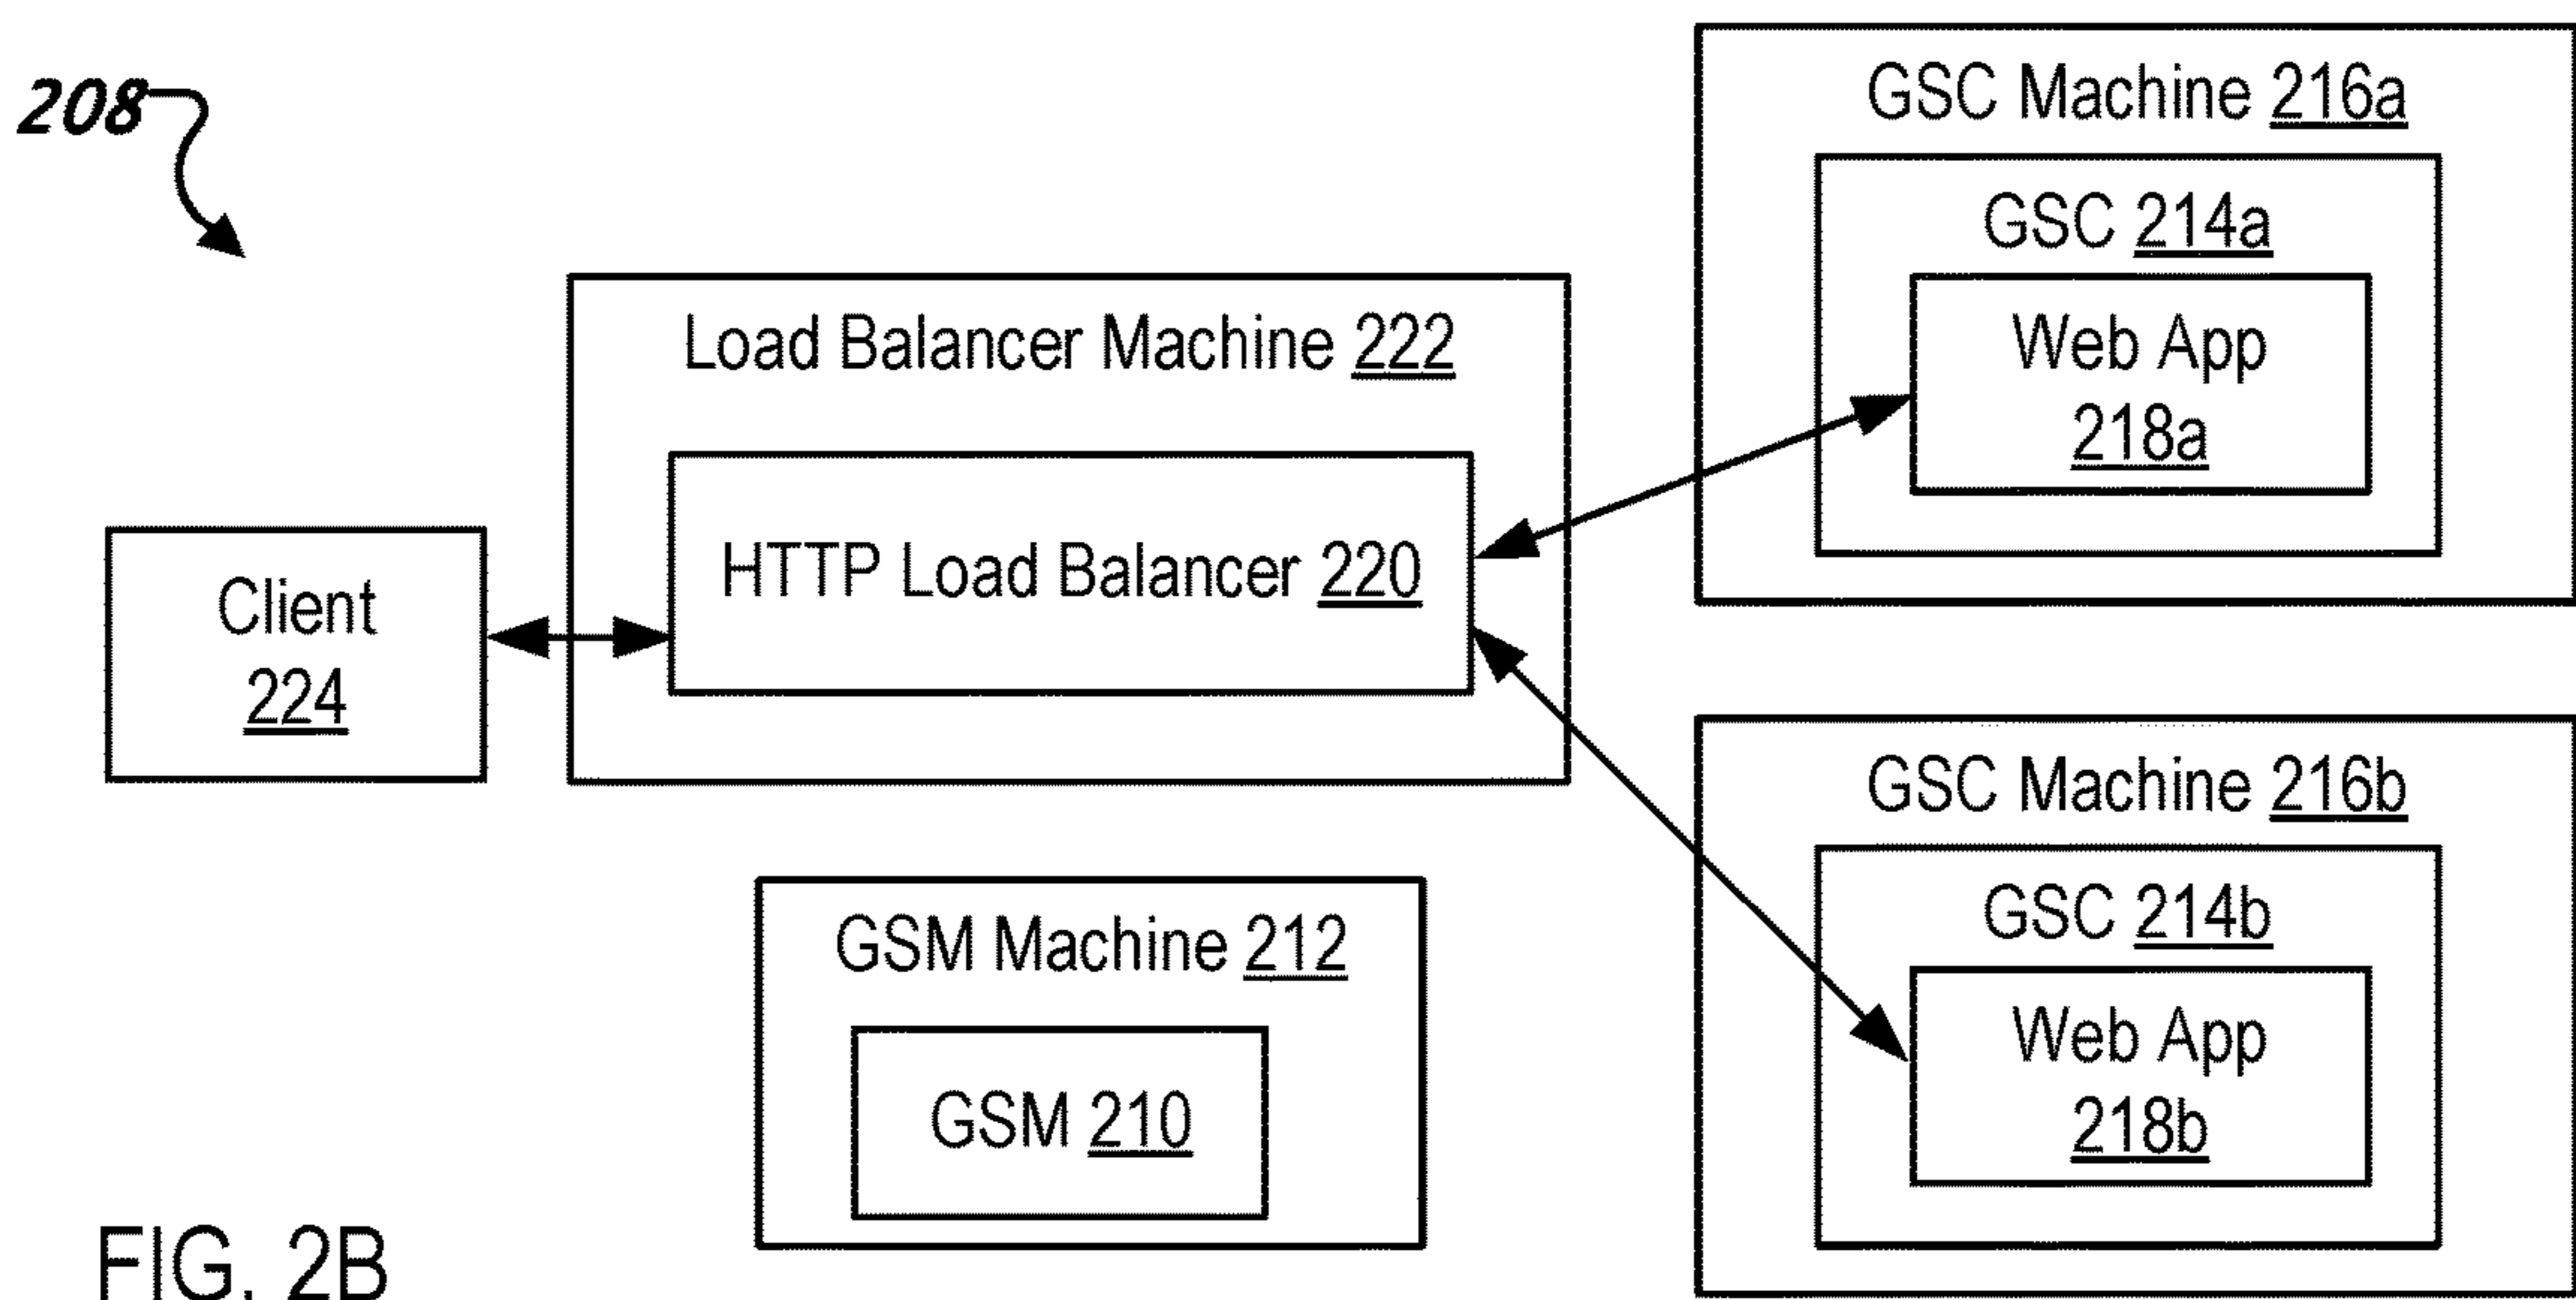 208
GSC Machine 216a
GSC 214a
Web App
218a
Load Balancer Machine 222
HTTP Load Balancer 220
Client
224
GSC Machine 216b
GSC 214b
Web App
218b
GSM Machine 212
GSM 210
FIG. 2B